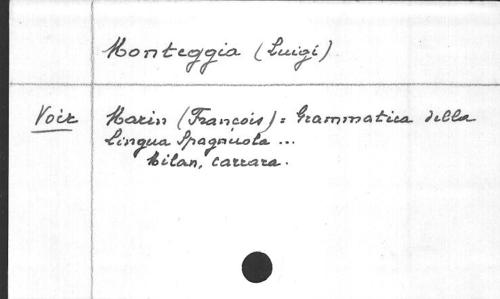 Monteggia (Luigi)
Voir Marin (François) = Grammatica della
Lingua Spagnuola ...
Milan, Carrara.